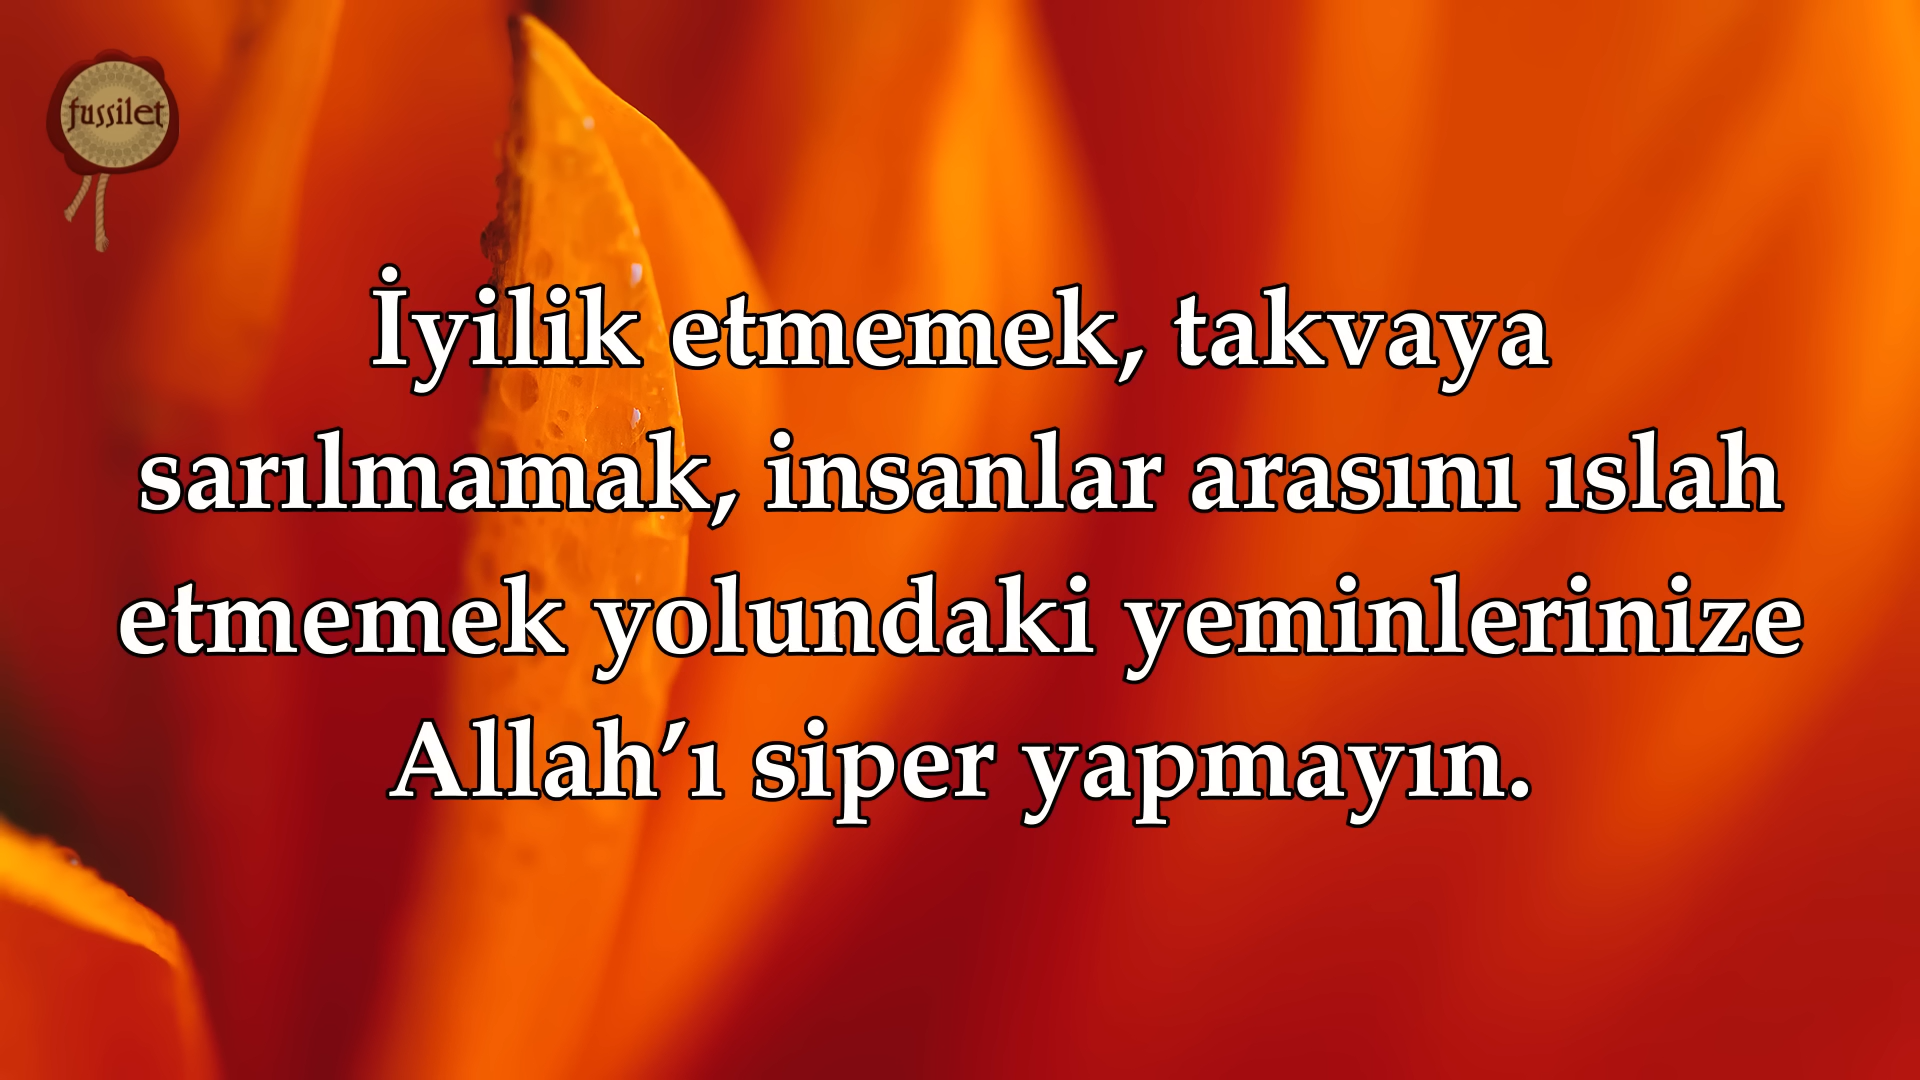 fussilet
İyilik etmemek, takvaya
sarılmamak, insanlar arasını ıslah
etmemek yolundaki yeminlerinize
Allah’ı siper yapmayın.